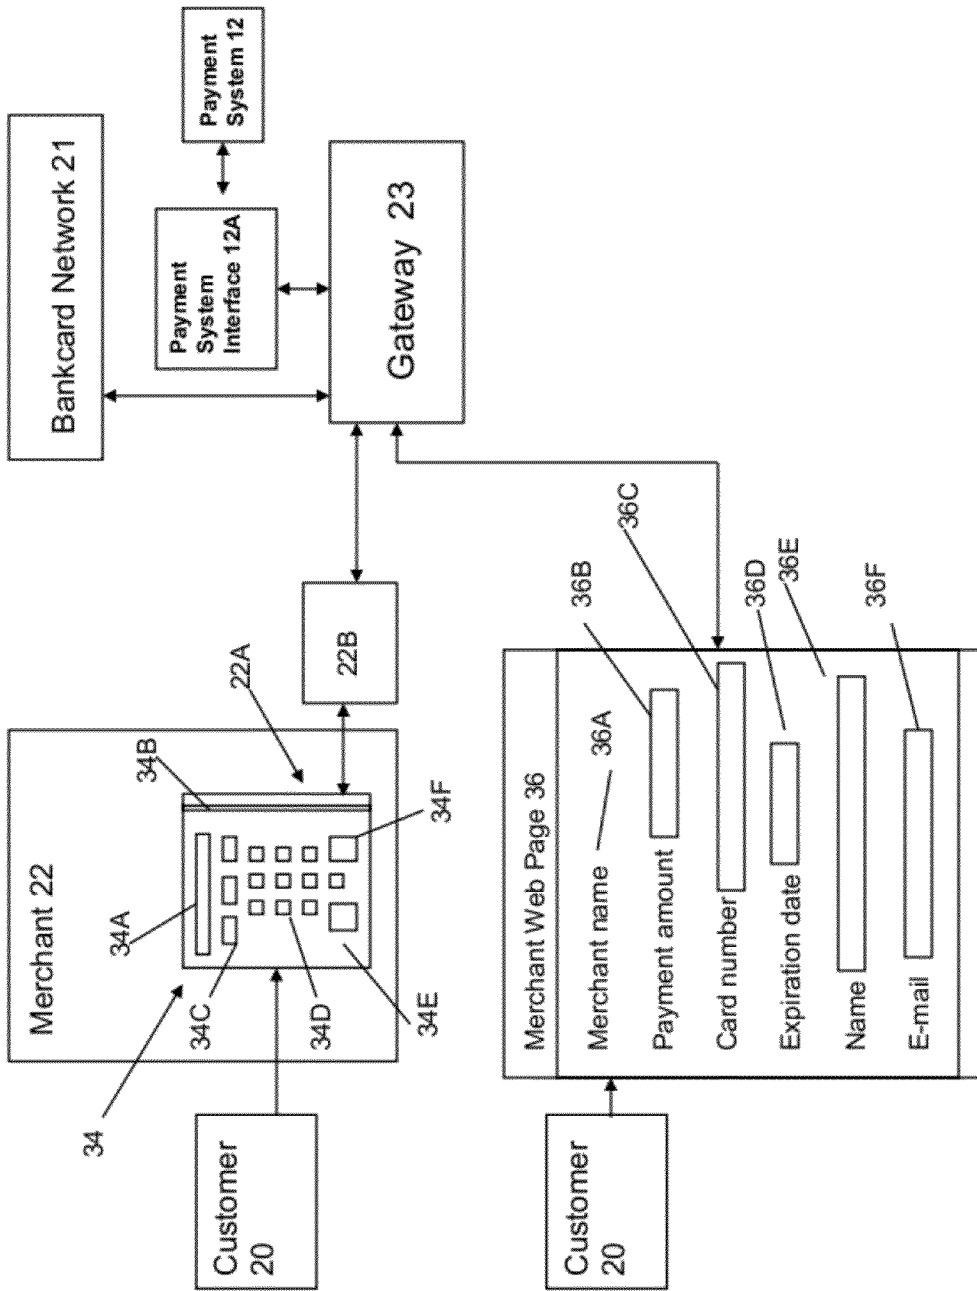 Customer
20
34
Merchant 22
34A
34B
34C
34D
34E
34F
22A
22B
Bankcard Network 21
Payment
System
Interface 12A
Payment
System 12
Gateway 23
Customer
20
Merchant Web Page 36
Merchant name
36A
Payment amount
36B
Card number
36C
Expiration date
36D
Name
36E
E-mail
36F